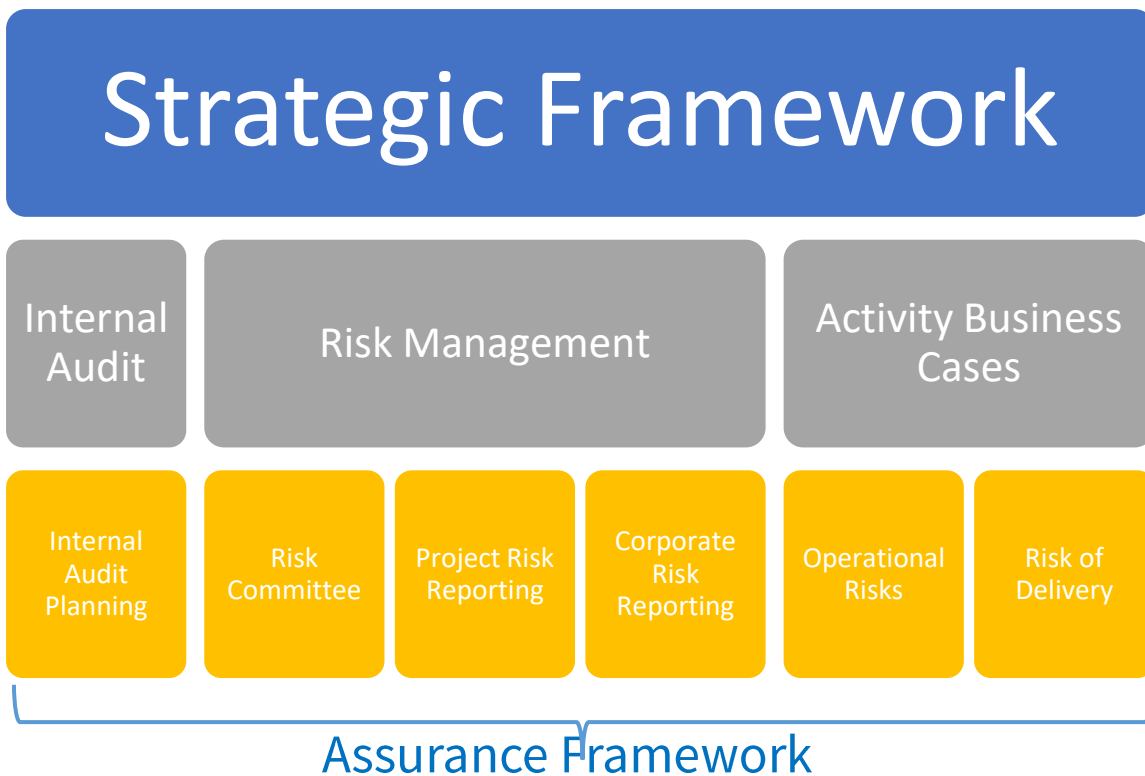 Strategic Framework
Internal
Audit
Risk Management
Activity Business
Cases
Internal
Audit
Planning
Risk
Committee
Project Risk
Reporting
Corporate
Risk
Reporting
Operational
Risks
Risk of
Delivery
Assurance Framework